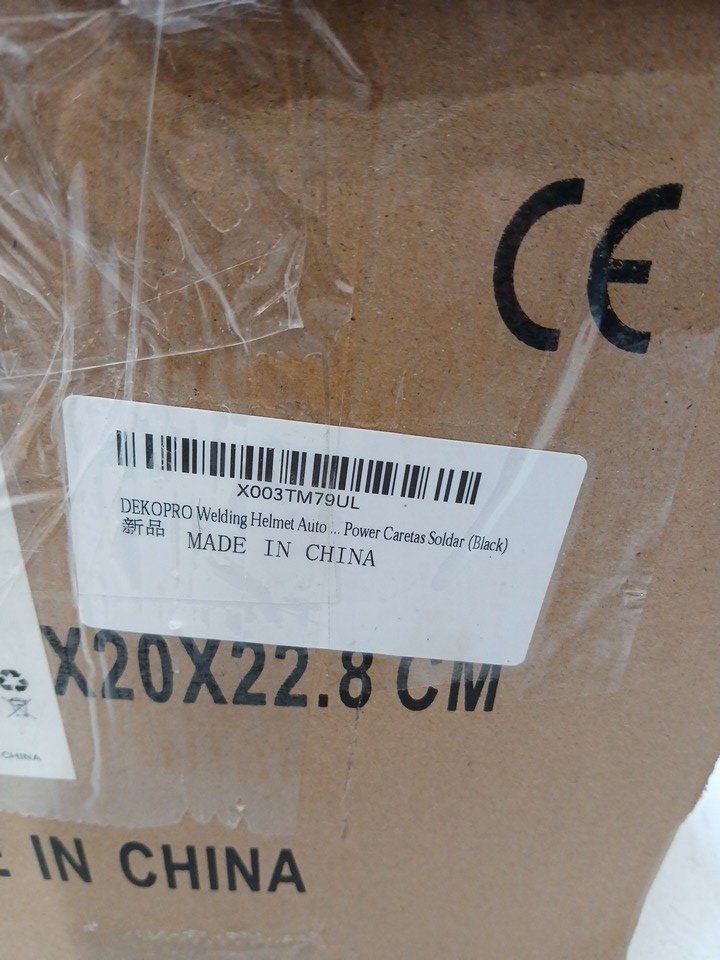 CE
X003TM79UL
DEKOPRO Welding Helmet Auto ... Power Caretas Soldar (Black)
新品
MADE IN CHINA
X20X22.8 CM
CHINA
IN CHINA